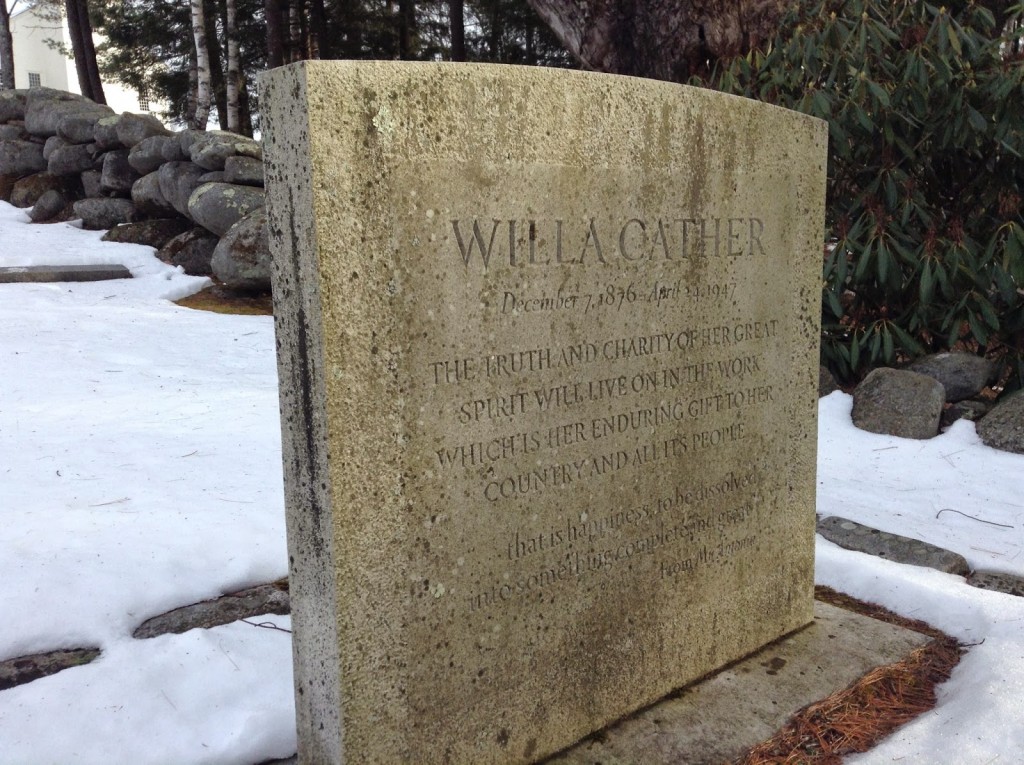 WILLA CATHER
December 7, 1876–April 24, 1947
THE TRUTH AND CHARITY OF HER GREAT
SPIRIT WILL LIVE ON IN THE WORK
WHICH IS HER ENDURING GIFT TO HER
COUNTRY AND ALL ITS PEOPLE
that is happiness, to be dissolved
into something complete and great
From My Antonia